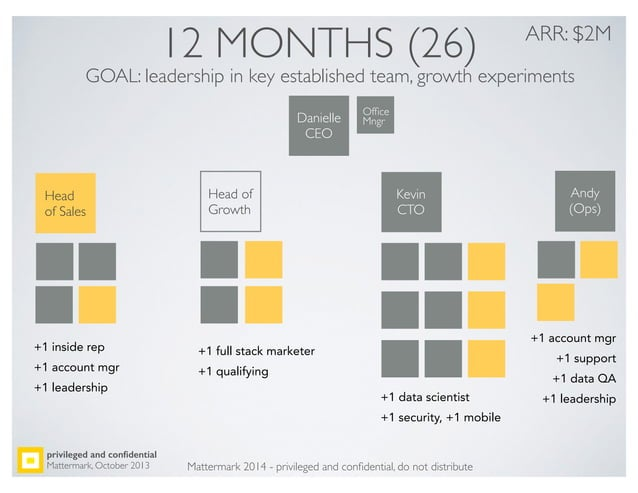 12 MONTHS (26)
ARR: $2M
GOAL: leadership in key established team, growth experiments
Danielle
CEO
Office
Mngr
Head
of Sales
Head of
Growth
Kevin
CTO
Andy
(Ops)
+1 inside rep
+1 account mgr
+1 leadership
+1 full stack marketer
+1 qualifying
+1 data scientist
+1 security, +1 mobile
+1 account mgr
+1 support
+1 data QA
+1 leadership
privileged and confidential
Mattermark, October 2013
Mattermark 2014 - privileged and confidential, do not distribute